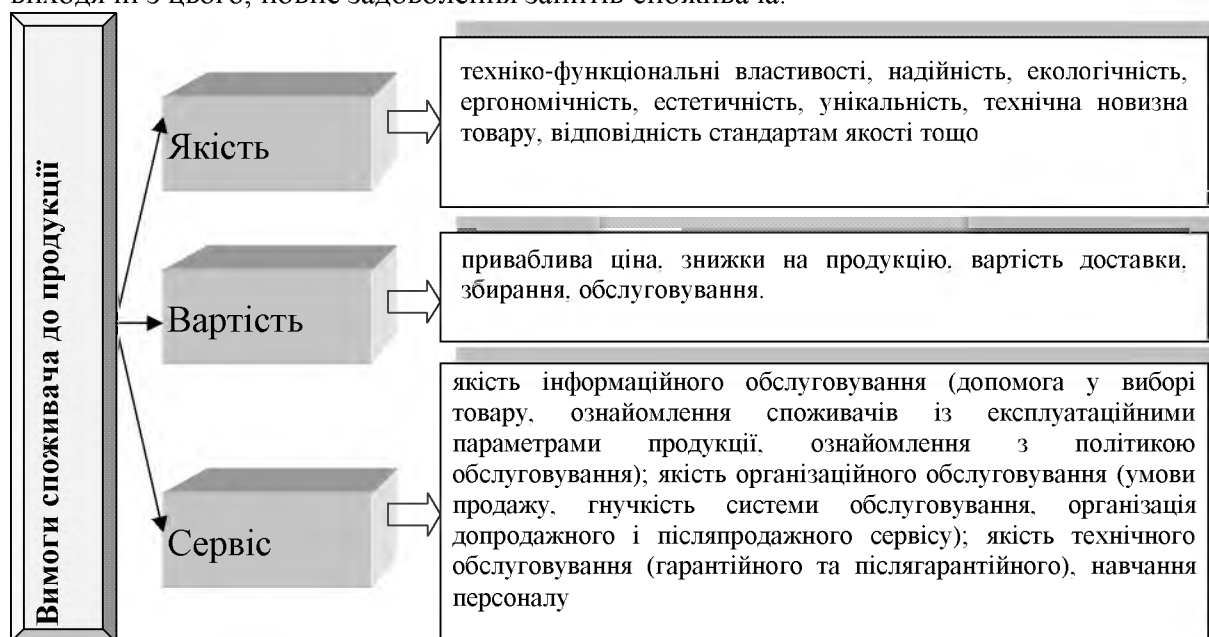 виходячи з цього, повне задоволення запитів споживача.
Вимоги споживача до продукції
Якість
техніко-функціональні властивості, надійність, екологічність,
ергономічність, естетичність, унікальність, технічна новизна
товару, відповідність стандартам якості тощо
Вартість
приваблива ціна, знижки на продукцію, вартість доставки,
збирання, обслуговування.
Сервіс
якість інформаційного обслуговування (допомога у виборі
товару, ознайомлення споживачів із експлуатаційними
параметрами продукції, ознайомлення з політикою
обслуговування); якість організаційного обслуговування (умови
продажу, гнучкість системи обслуговування, організація
допродажного і післяпродажного сервісу); якість технічного
обслуговування (гарантійного та післягарантійного), навчання
персоналу